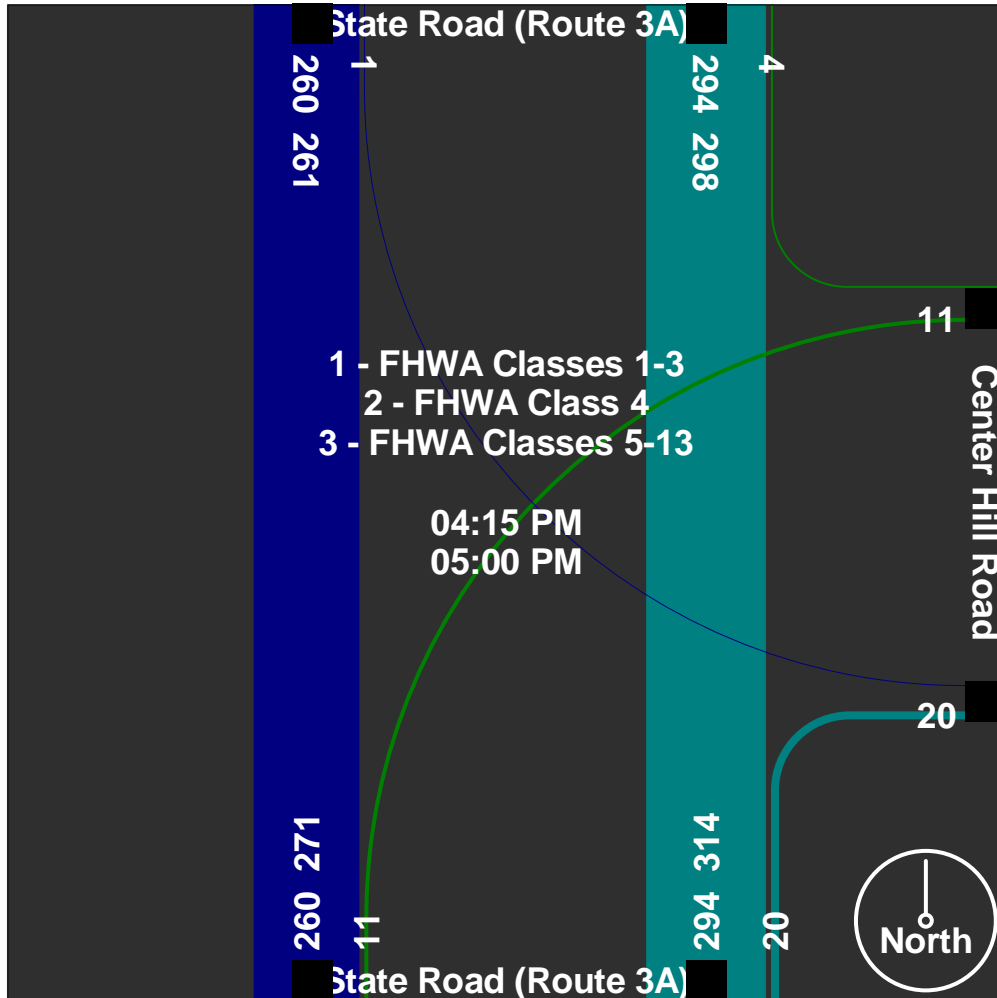 State Road (Route 3A)
260 261
1
294 298
4
11
1 - FHWA Classes 1-3
2 - FHWA Class 4
3 - FHWA Classes 5-13
Center Hill Road
04:15 PM
05:00 PM
20
260 271
11
294 314
20
North
State Road (Route 3A)